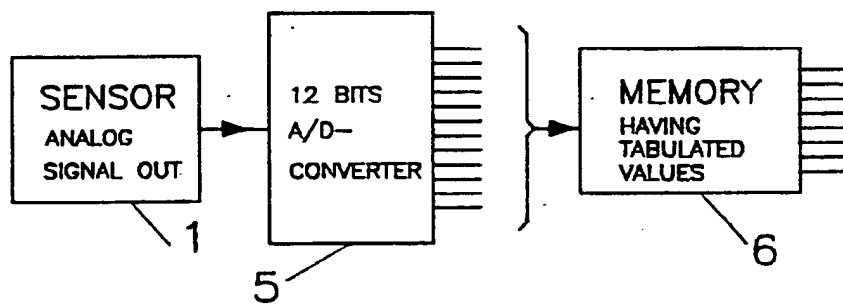 SENSOR
ANALOG
SIGNAL OUT
1
12 BITS
A/D-
CONVERTER
5
MEMORY
HAVING
TABULATED
VALUES
6